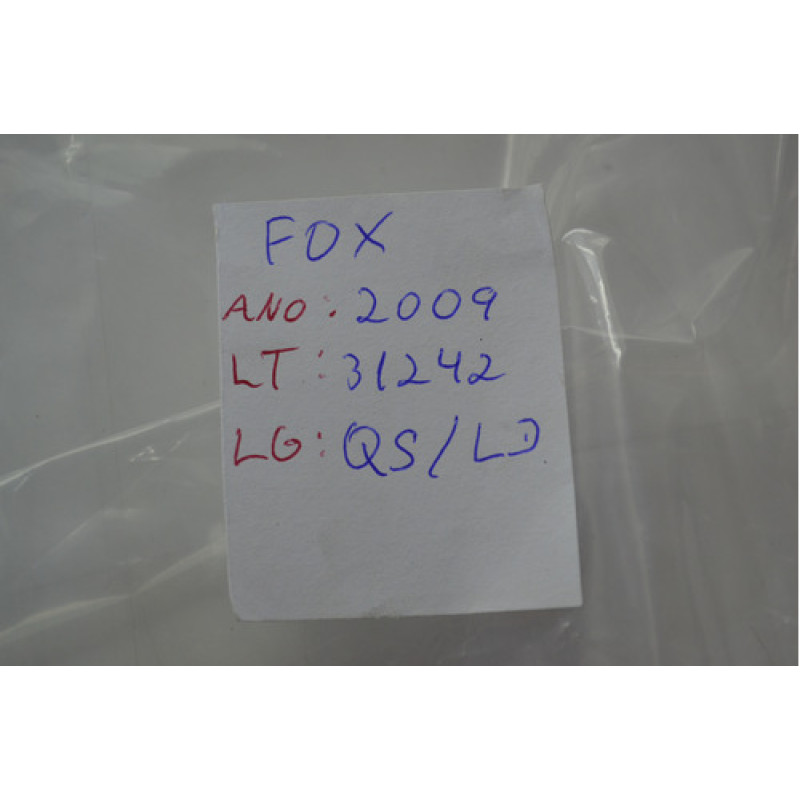 FOX
ANO: 2009
LT: 31242
LG: QS/LD